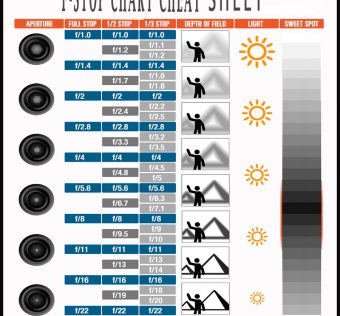 F-STOP CHART CHEAT SHEET
APERTURE FULL STOP 1/2 STOP 1/3 STOP DEPTH OF FIELD LIGHT SWEET SPOT
f/1.0 f/1.0 f/1.0
f/1.1
f/1.2
f/1.2
f/1.4 f/1.4 f/1.4
f/1.6
f/1.7
f/1.8
f/2 f/2 f/2
f/2.2
f/2.4
f/2.5
f/2.8 f/2.8 f/2.8
f/3.2
f/3.3
f/3.5
f/4 f/4 f/4
f/4.5
f/4.8
f/5
f/5.6 f/5.6 f/5.6
f/6.3
f/6.7
f/7.1
f/8 f/8 f/8
f/9
f/9.5
f/10
f/11 f/11 f/11
f/13
f/13
f/14
f/16 f/16 f/16
f/18
f/19
f/20
f/22 f/22 f/22